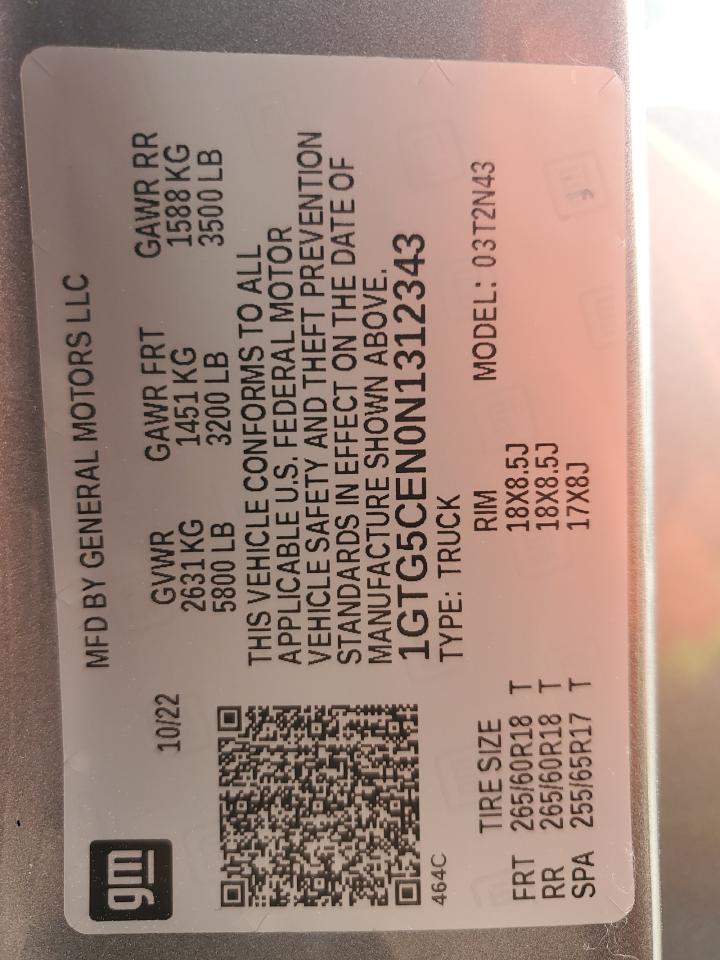 gm
MFD BY GENERAL MOTORS LLC
10/22
GVWR GAWR FRT GAWR RR
2631 KG 1451 KG 1588 KG
5800 LB 3200 LB 3500 LB
THIS VEHICLE CONFORMS TO ALL
APPLICABLE U.S. FEDERAL MOTOR
VEHICLE SAFETY AND THEFT PREVENTION
STANDARDS IN EFFECT ON THE DATE OF
MANUFACTURE SHOWN ABOVE.
1GTG5CEN0N1312343
464C
TYPE: TRUCK
MODEL: 03T2N43
TIRE SIZE RIM
FRT 265/60R18 T 18X8.5J
RR 265/60R18 T 18X8.5J
SPA 255/65R17 T 17X8J